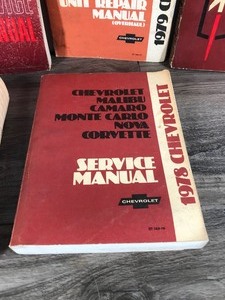 UNIT REPAIR
MANUAL
(OVERHAUL)
CHEVROLET
1979 C
CHEVROLET
MALIBU
CAMARO
MONTE CARLO
NOVA
CORVETTE
SERVICE
MANUAL
CHEVROLET
1978 CHEVROLET